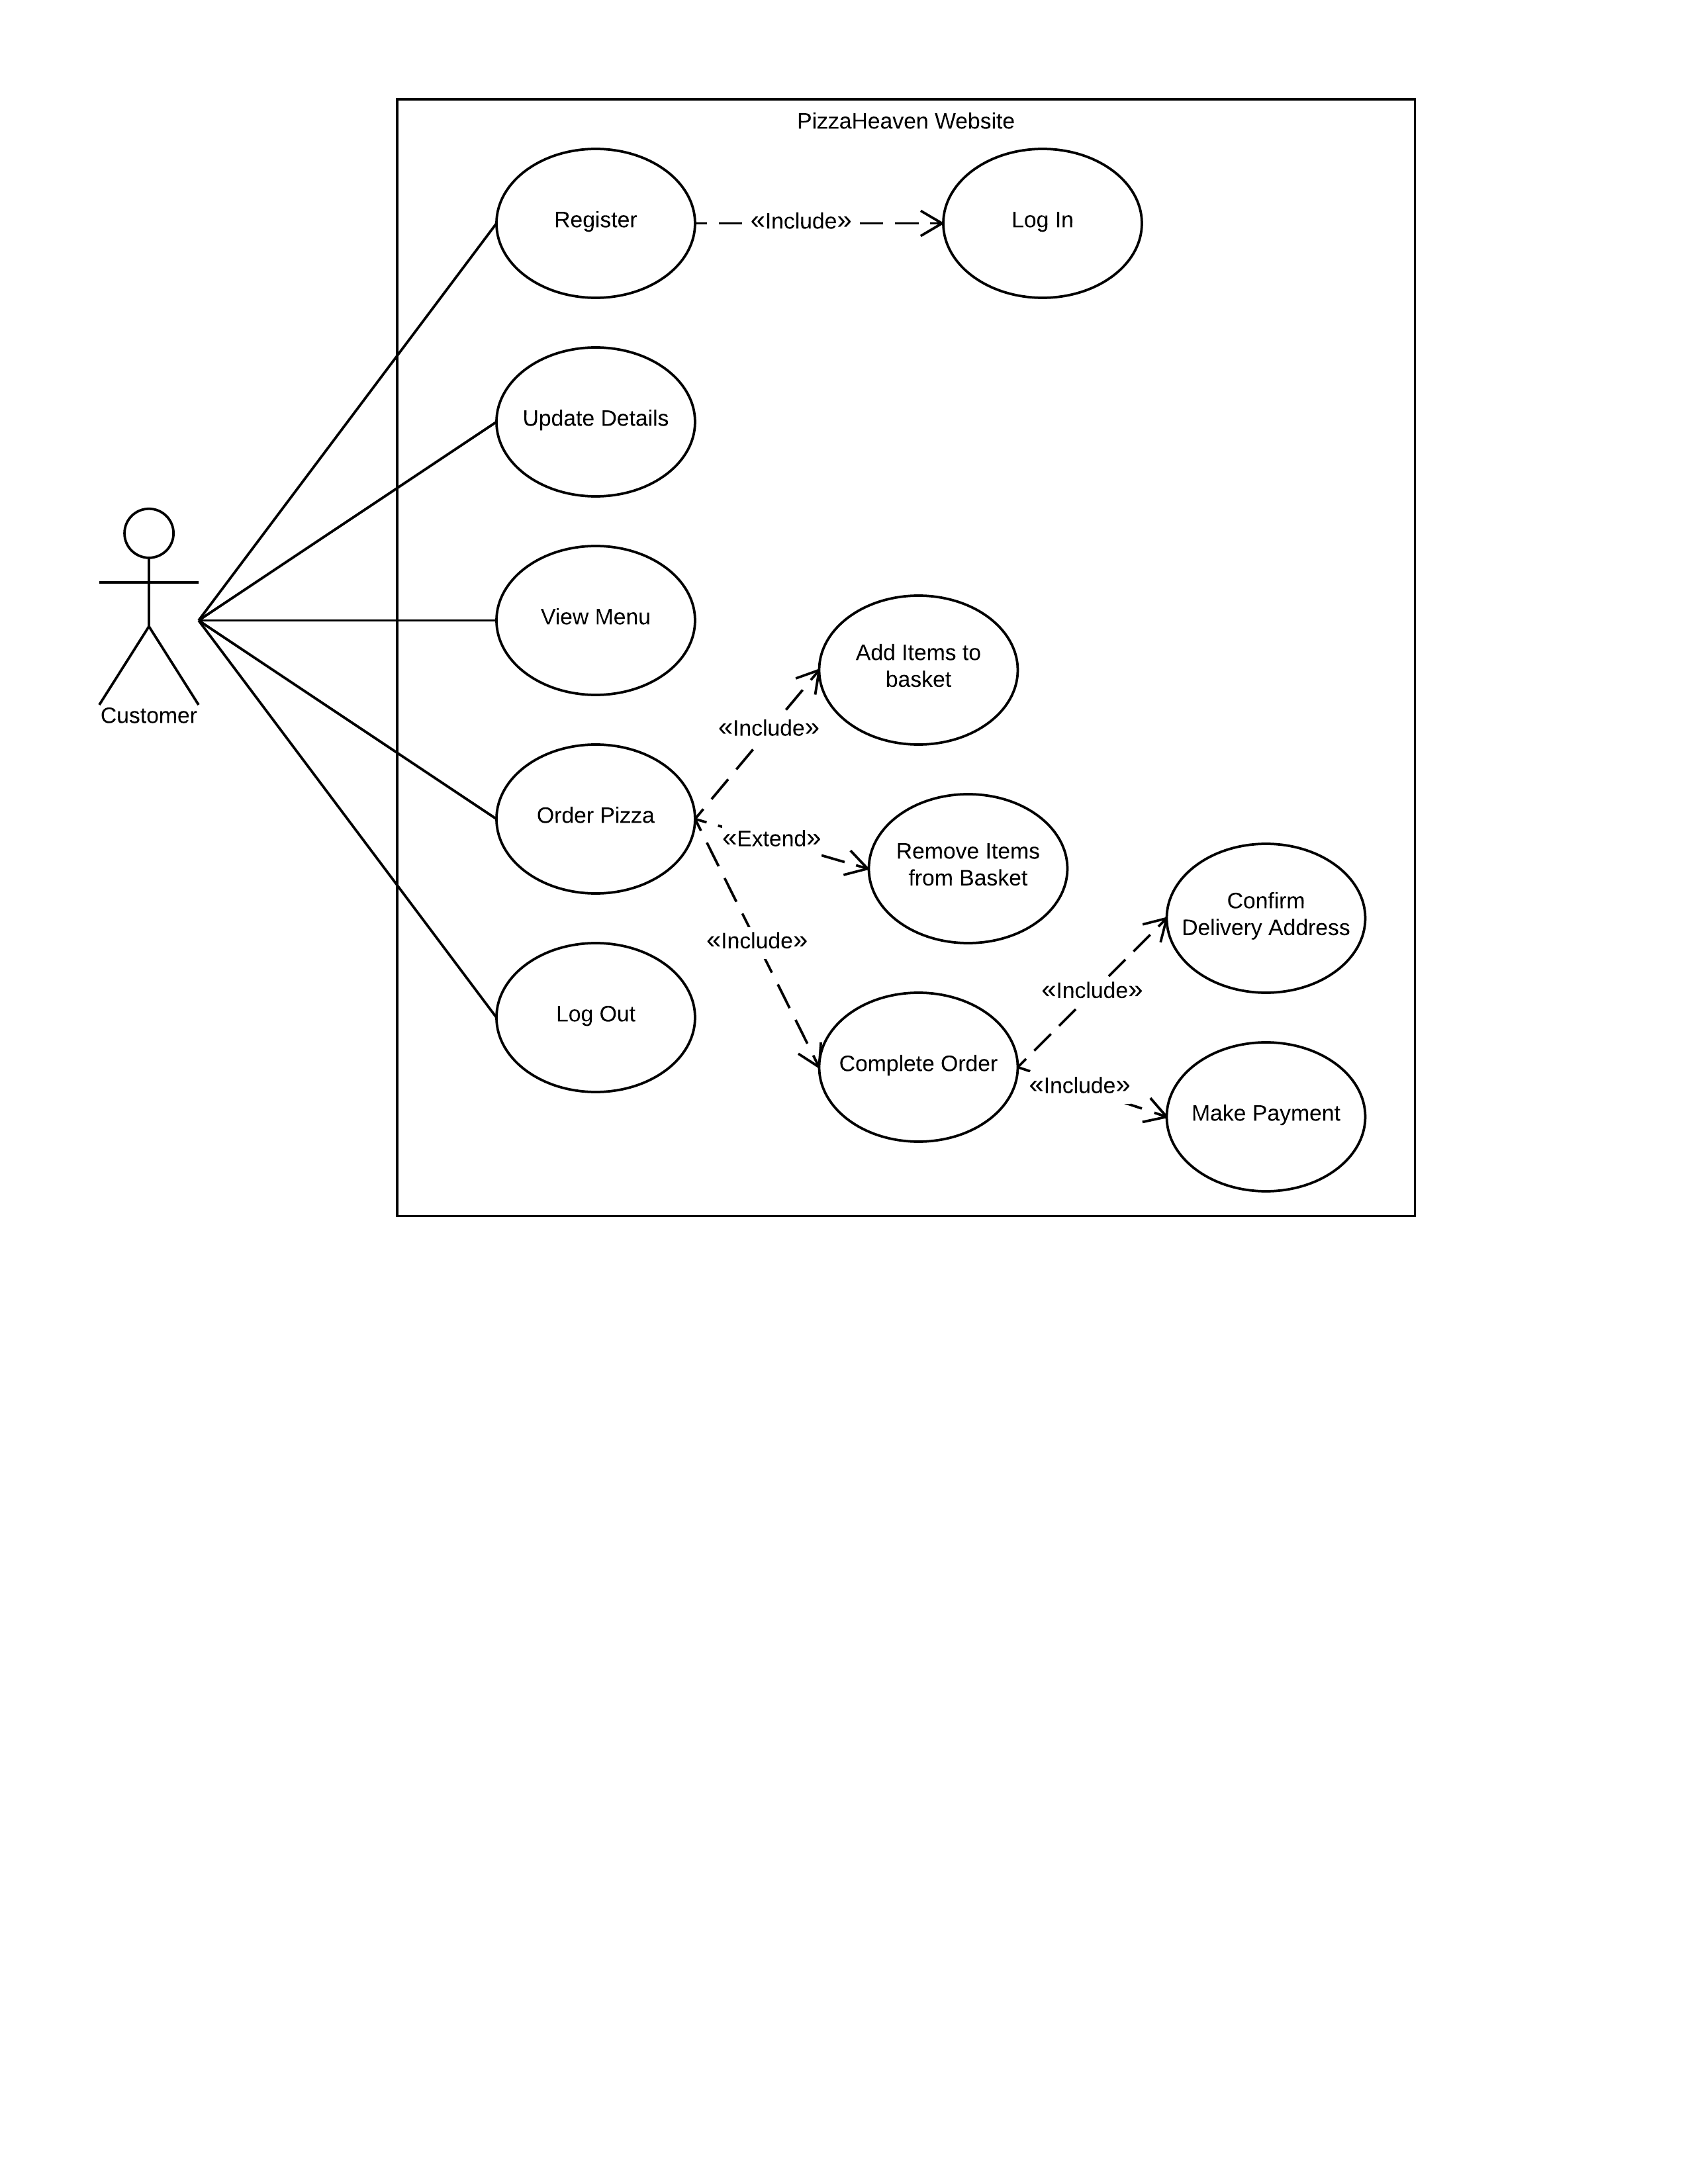 PizzaHeaven Website
Register
«Include»
Log In
Update Details
View Menu
Customer
Add Items to
basket
«Include»
Order Pizza
«Extend»
Remove Items
from Basket
«Include»
Confirm
Delivery Address
«Include»
Log Out
Complete Order
«Include»
Make Payment